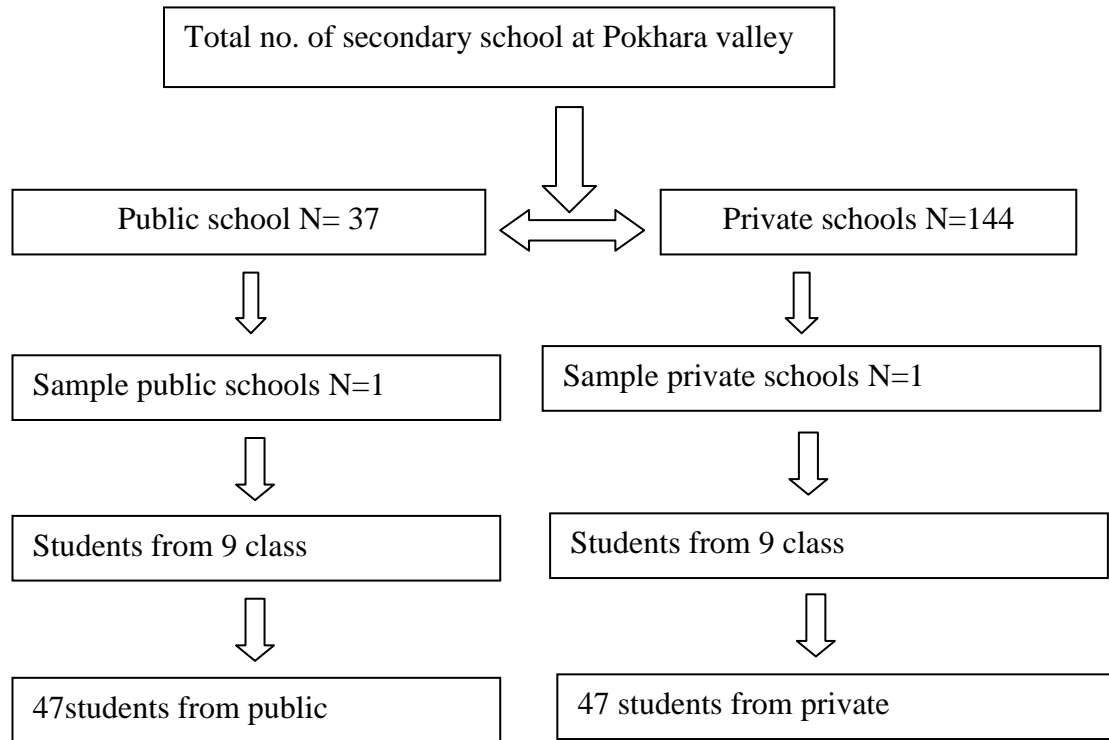 Total no. of secondary school at Pokhara valley
Public school N= 37
Private schools N=144
Sample public schools N=1
Sample private schools N=1
Students from 9 class
Students from 9 class
47students from public
47 students from private